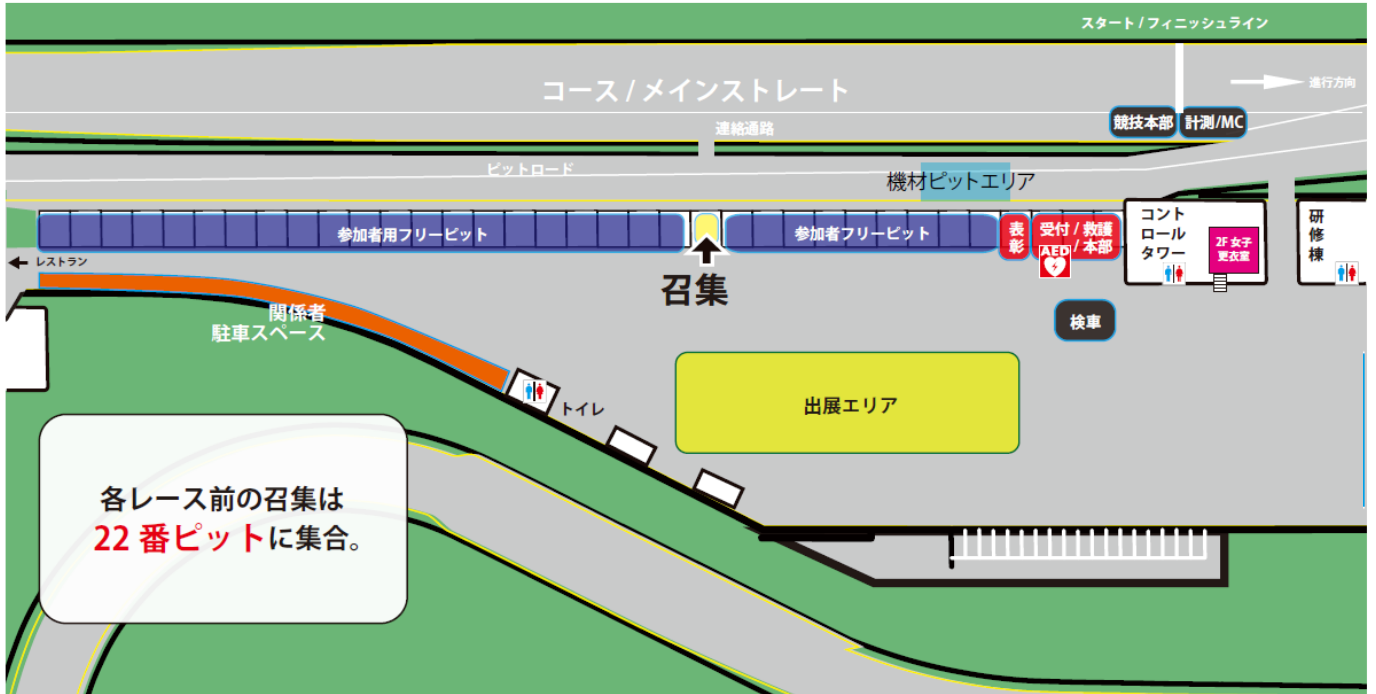 スタート / フィニッシュライン
コース / メインストレート
進行方向
競技本部
計測/MC
連絡通路
ピットロード
機材ピットエリア
参加者用フリーピット
参加者フリーピット
表
彰
受付 / 救護
/ 本部
AED
コント
ロール
タワー
2F 女子
更衣室
研
修
棟
レストラン
召集
関係者
駐車スペース
検車
出展エリア
トイレ
各レース前の召集は
22 番ピットに集合。